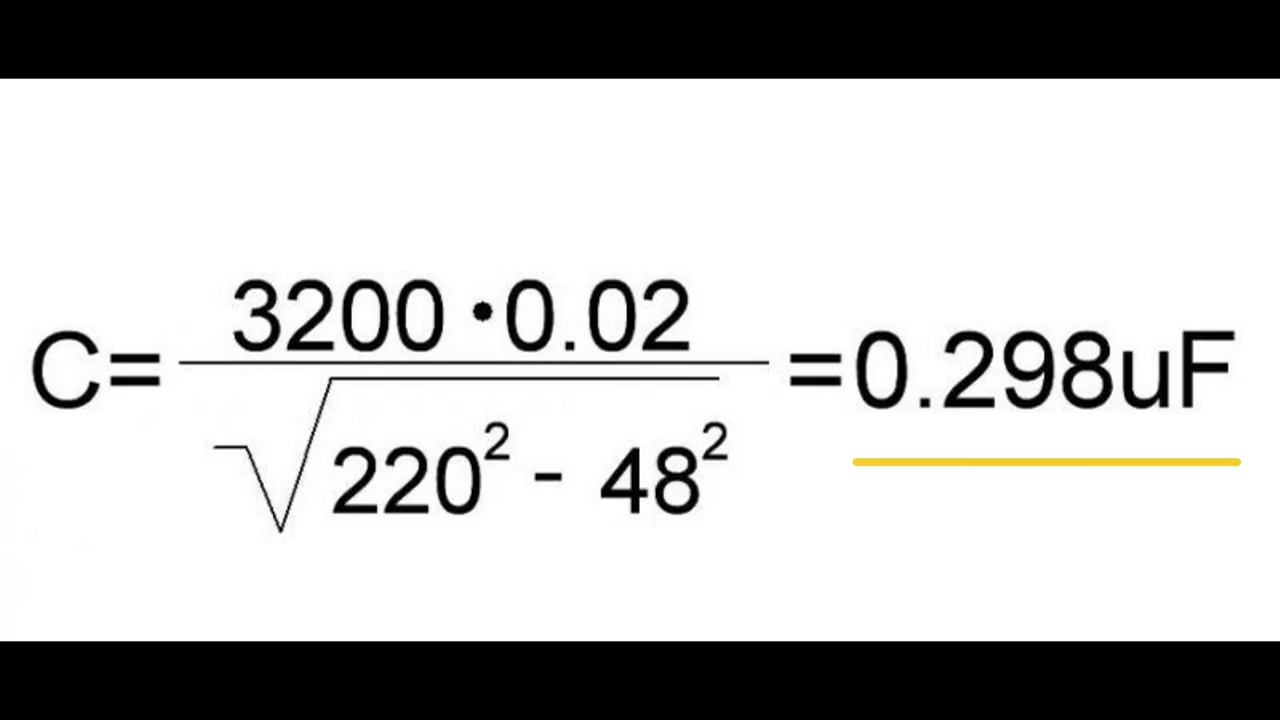 3200 •0.02
C= =0.298uF
√220² - 48²